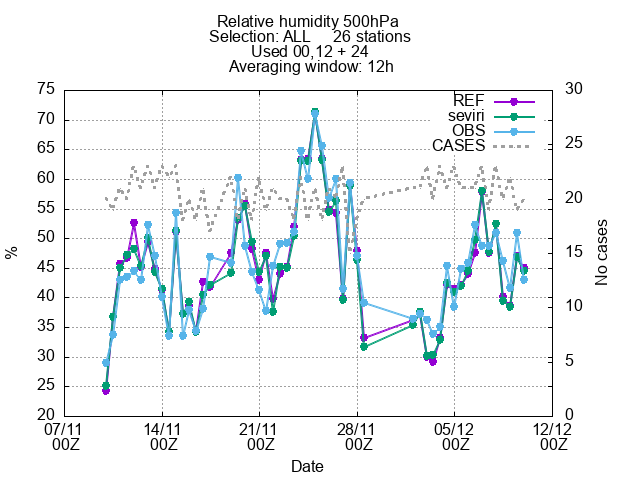 Relative humidity 500hPa
Selection: ALL 26 stations
Used 00,12 + 24
Averaging window: 12h
75 30
REF
70
seviri
OBS
CASES
25
65
60
20
55
50
15
%
No cases
45
40
10
35
30
5
25
20 0
07/11 14/11 21/11 28/11 05/12 12/12
00Z 00Z 00Z 00Z 00Z 00Z
Date